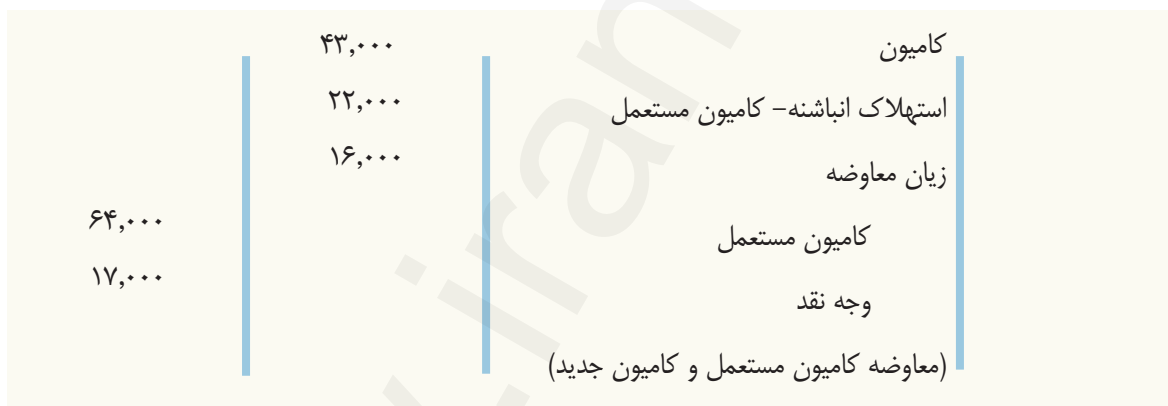 کامیون ۴۳,۰۰۰
استهلاک انباشنه- کامیون مستعمل ۲۲,۰۰۰
زیان معاوضه ۱۶,۰۰۰
کامیون مستعمل ۶۴,۰۰۰
وجه نقد ۱۷,۰۰۰
(معاوضه کامیون مستعمل و کامیون جدید)